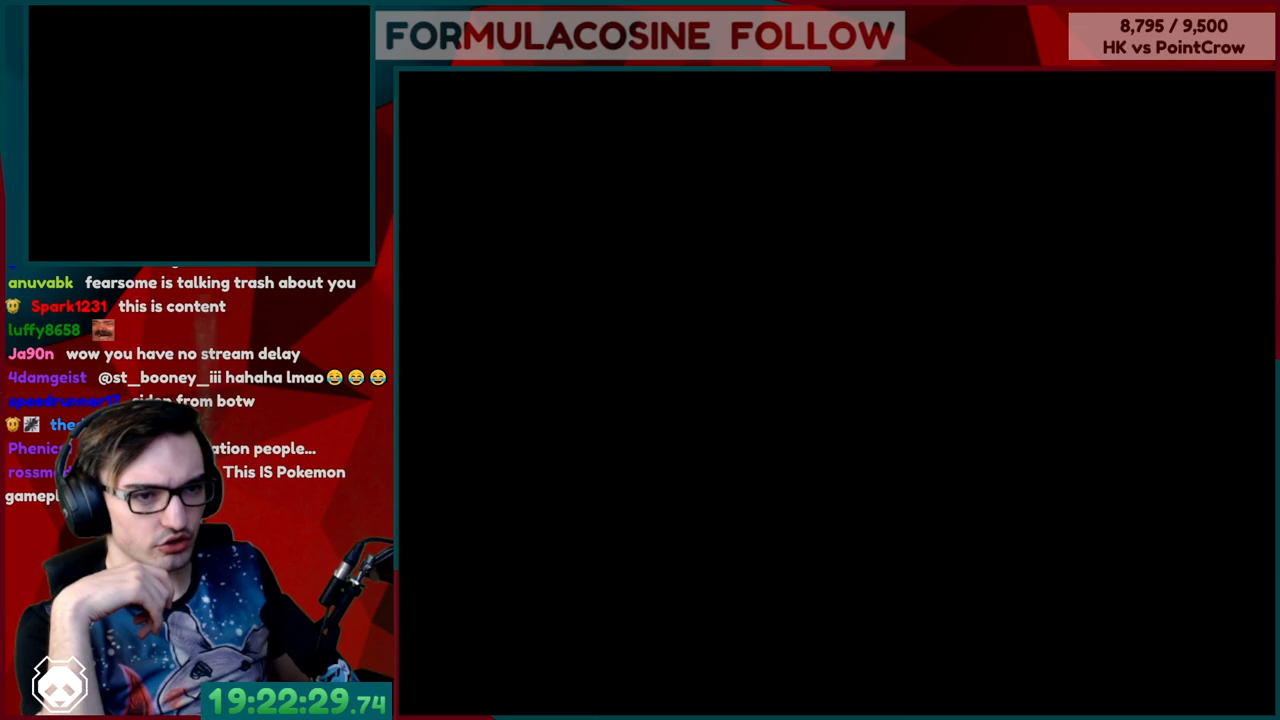 FORMULACOSINE FOLLOW
8,795 / 9,500
HK vs PointCrow
anuvabk fearsome is talking trash about you
Spark1231 this is content
luffy8658
Ja90n wow you have no stream delay
4damgeist @st_booney_iii hahaha lmao😂😂😂
speedrunner17 from botw
people...
This IS Pokemon
19:22:29.74